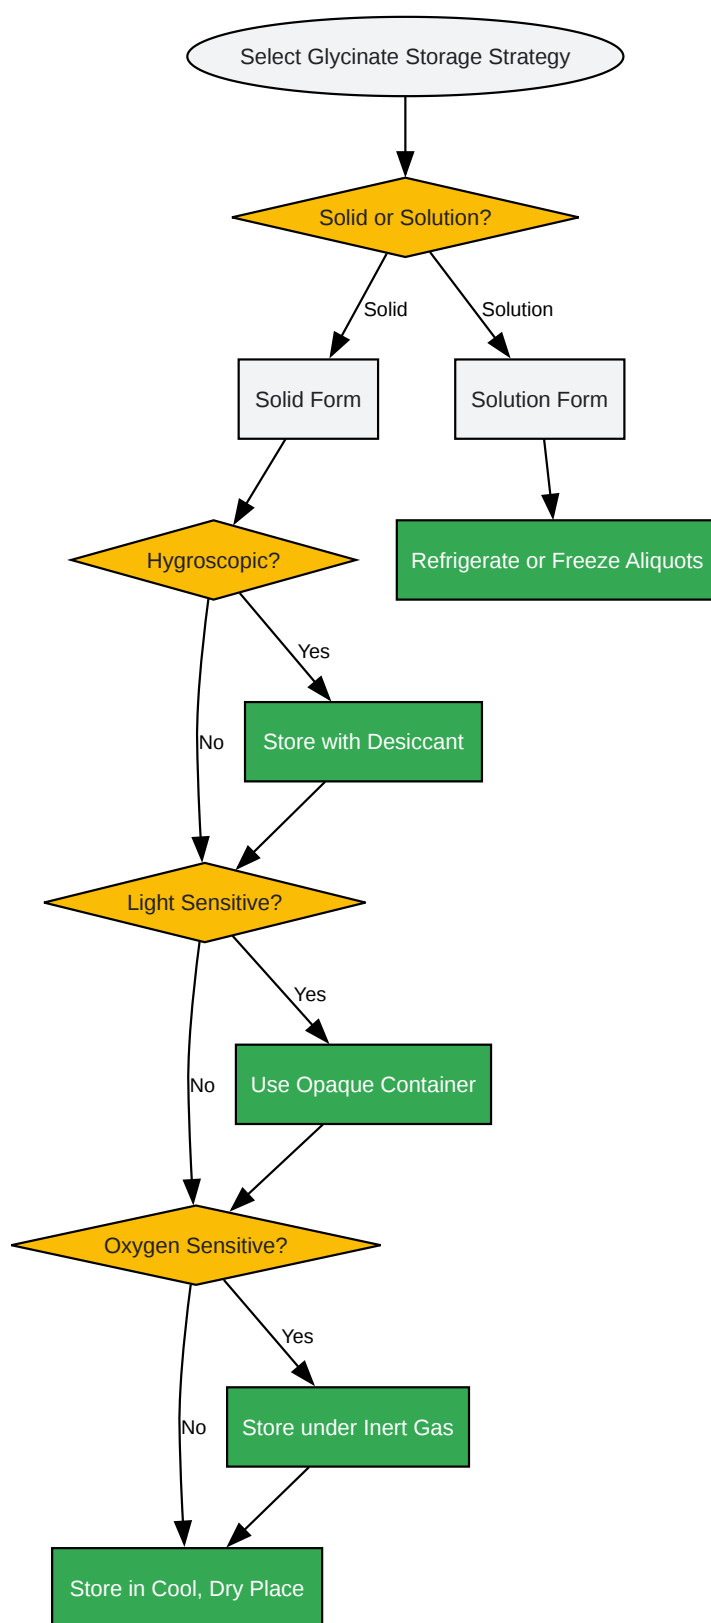 Select Glycinate Storage Strategy
Solid or Solution?
Solid
Solution
Solid Form
Solution Form
Hygroscopic?
Refrigerate or Freeze Aliquots
Yes
Store with Desiccant
No
Light Sensitive?
Yes
Use Opaque Container
No
Oxygen Sensitive?
Yes
Store under Inert Gas
No
Store in Cool, Dry Place